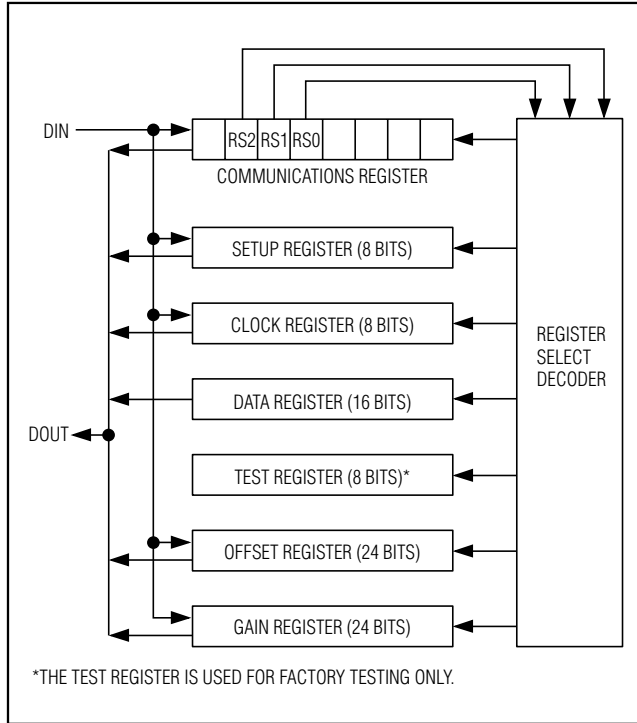 DIN
RS2 RS1 RS0
COMMUNICATIONS REGISTER
SETUP REGISTER (8 BITS)
CLOCK REGISTER (8 BITS)
DATA REGISTER (16 BITS)
TEST REGISTER (8 BITS)*
OFFSET REGISTER (24 BITS)
GAIN REGISTER (24 BITS)
DOUT
REGISTER
SELECT
DECODER
*THE TEST REGISTER IS USED FOR FACTORY TESTING ONLY.